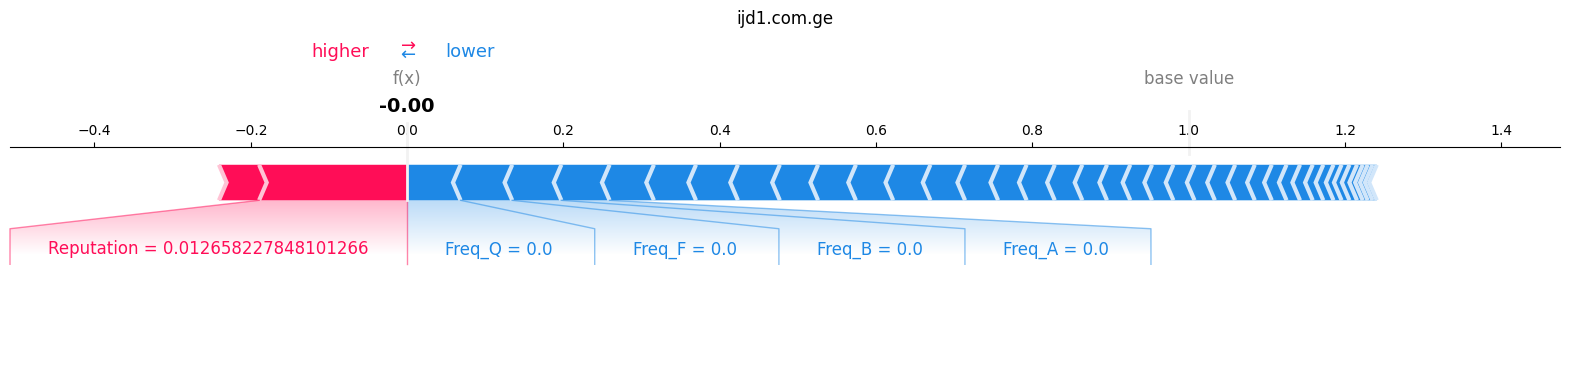 ijd1.com.ge
higher ⇄ lower
f(x) base value
-0.00
−0.4 −0.2 0.0 0.2 0.4 0.6 0.8 1.0 1.2 1.4
Reputation = 0.012658227848101266 Freq_Q = 0.0 Freq_F = 0.0 Freq_B = 0.0 Freq_A = 0.0